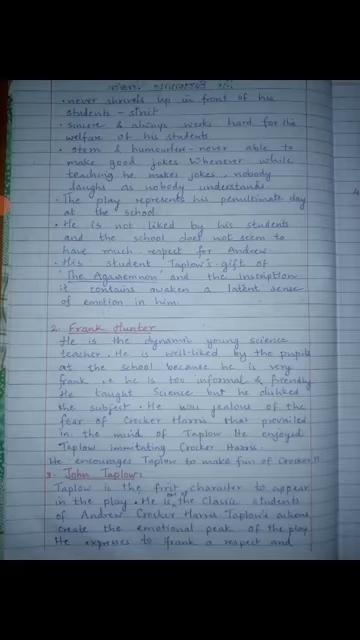 • never shrivels up in front of his
students - strict
• sincere & always works hard for the
welfare of his students
• stern & humourless - never able to
make good jokes Whenever while
teaching he makes jokes, nobody
laughs as nobody understands
• The play represents his penultimate day
at the school.
• He is not liked by his students
and the school does not seem to
have much respect for Andrew
• His student Taplow's gift of
'The Agamemnon' and the inscription
it contains awaken a latent sense
of emotion in him.
2. Frank Hunter
He is the dynamic young science
teacher. He is well-liked by the pupils
at the school because he is very
frank i.e he is too informal & friendly
He taught Science but he disliked
the subject. He was jealous of the
fear of Crocker Harris that prevailed
in the mind of Taplow He enjoyed
Taplow immitating Crocker Harris.
He encourages Taplow to make fun of Crocker
3. John Taplow:
Taplow is the first character to appear
in the play. He is one of the Classic students
of Andrew Crocker Harris Taplow's actions
create the emotional peak of the play
He expresses to frank a respect and